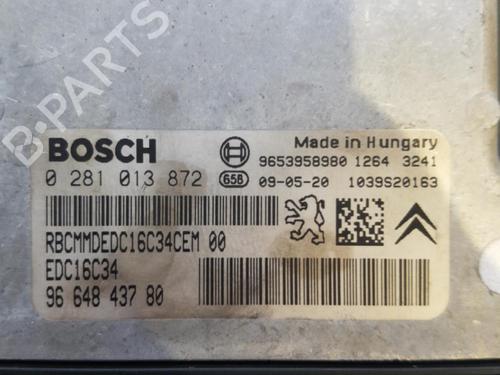 B-PARTS
BOSCH
Made in Hungary
9653958980 1264 3241
0 281 013 872 65B 09-05-20 1039S20163
RBCMMDEDC16C34CEM 00
EDC16C34
96 648 437 80